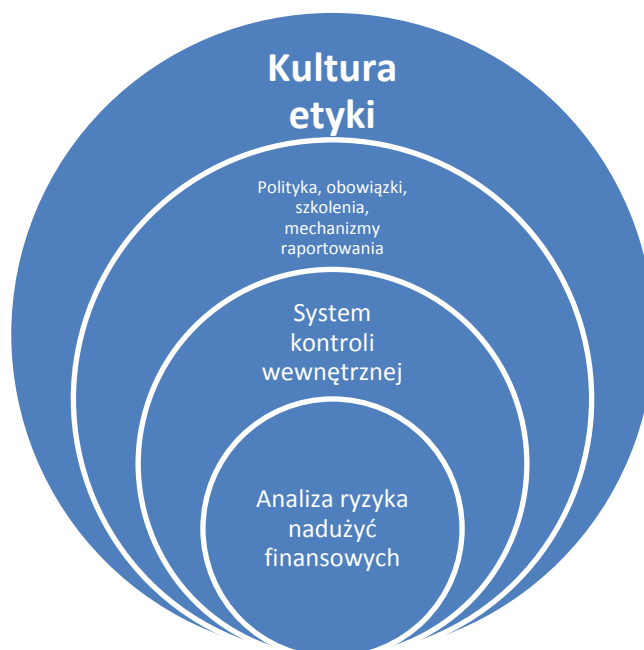 Kultura
etyki
Polityka, obowiązki,
szkolenia,
mechanizmy
raportowania
System
kontroli
wewnętrznej
Analiza ryzyka
nadużyć
finansowych